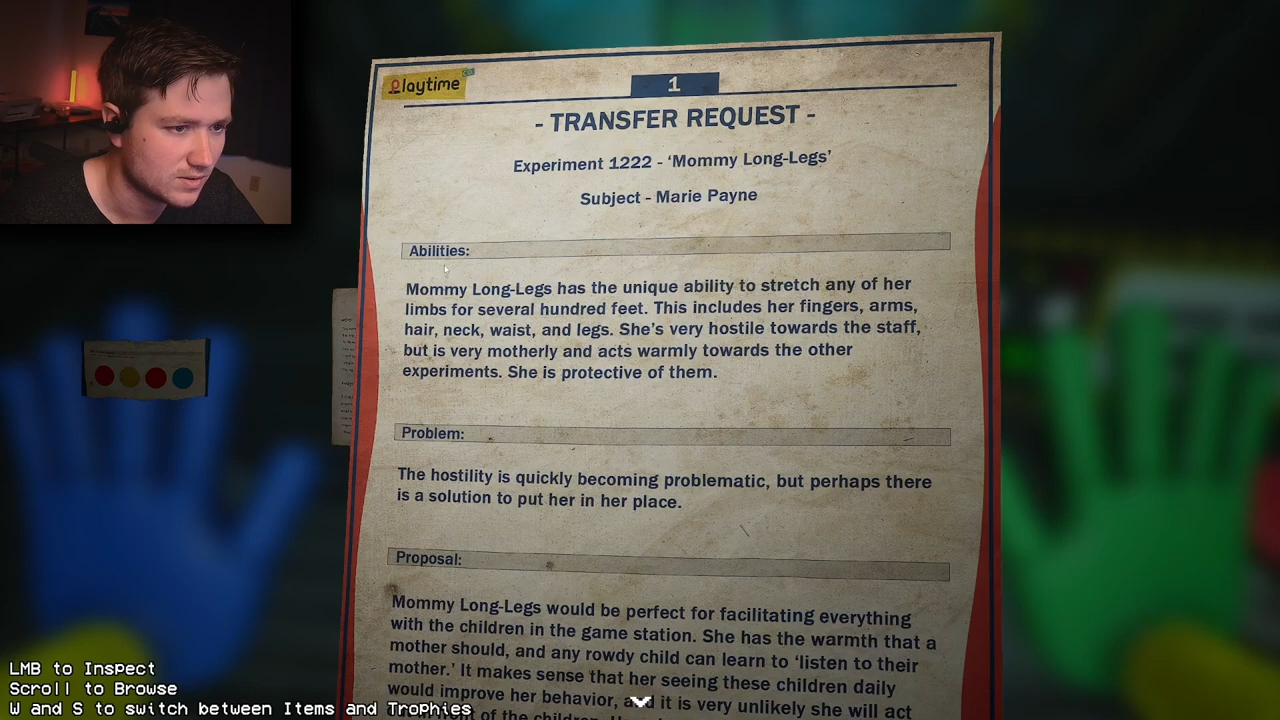 Playtime CO
1
- TRANSFER REQUEST -
Experiment 1222 - ‘Mommy Long-Legs’
Subject - Marie Payne
Abilities:
Mommy Long-Legs has the unique ability to stretch any of her
limbs for several hundred feet. This includes her fingers, arms,
hair, neck, waist, and legs. She’s very hostile towards the staff,
but is very motherly and acts warmly towards the other
experiments. She is protective of them.
Problem:
The hostility is quickly becoming problematic, but perhaps there
is a solution to put her in her place.
Proposal:
Mommy Long-Legs would be perfect for facilitating everything
with the children in the game station. She has the warmth that a
mother should, and any rowdy child can learn to ‘listen to their
mother.’ It makes sense that her seeing these children daily
would improve her behavior, and it is very unlikely she will act
front of the children.
LMB to Inspect
Scroll to Browse
W and S to switch between Items and Trophies